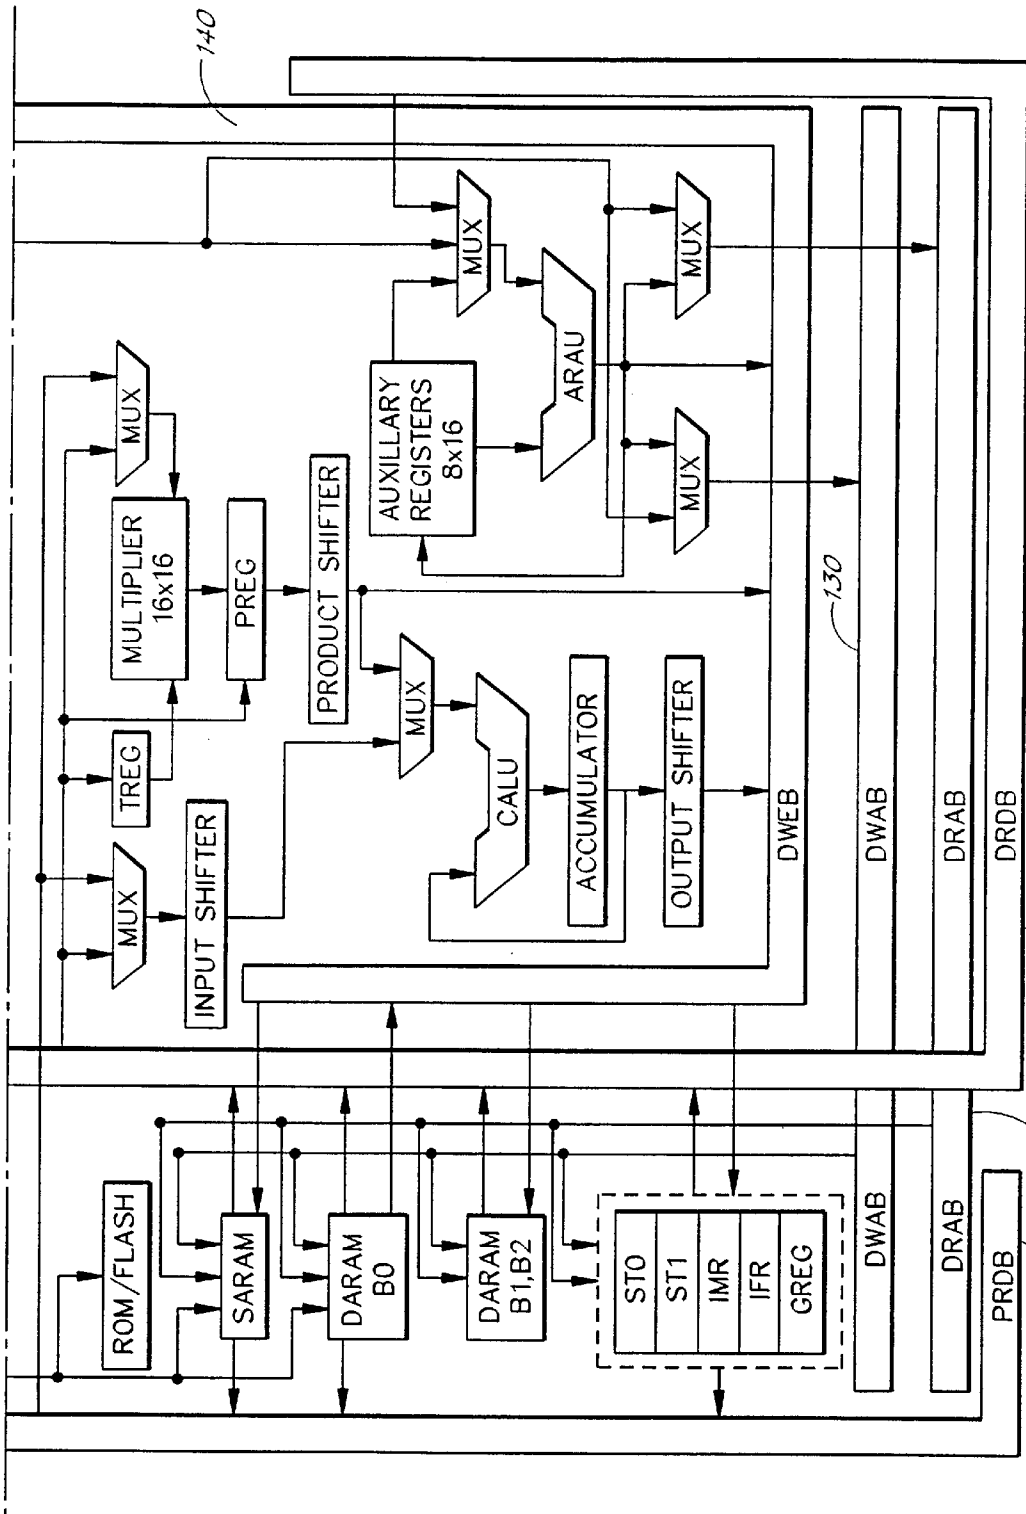 140
MUX
MULTIPLIER
16x16
PREG
PRODUCT SHIFTER
TREG
MUX
INPUT SHIFTER
MUX
AUXILLARY
REGISTERS
8x16
ARAU
MUX
MUX
MUX
CALU
ACCUMULATOR
OUTPUT SHIFTER
130
DWEB
DWAB
DRAB
DRDB
ROM/FLASH
SARAM
DARAM
B0
DARAM
B1,B2
ST0
ST1
IMR
IFR
GREG
DWAB
DRAB
PRDB